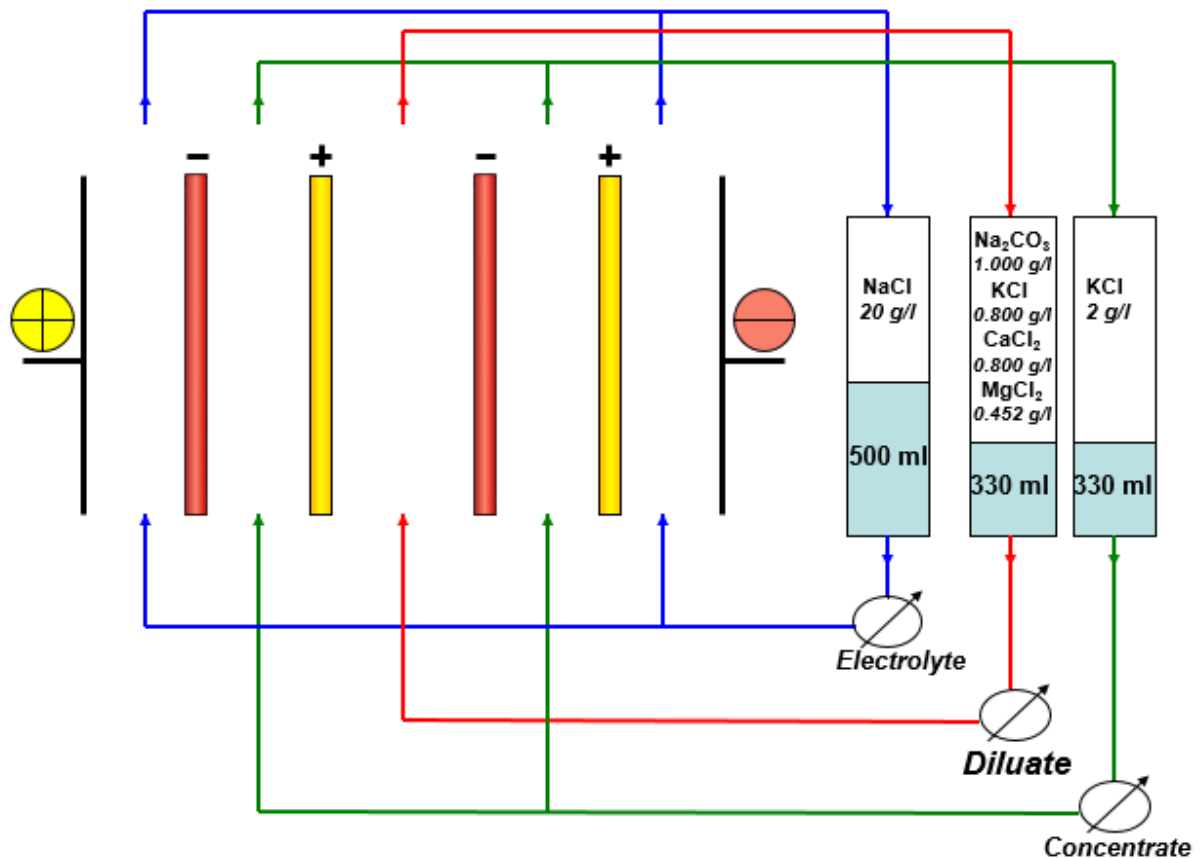 − + − +
NaCl
20 g/l
500 ml
Na₂CO₃
1.000 g/l
KCl
0.800 g/l
CaCl₂
0.800 g/l
MgCl₂
0.452 g/l
330 ml
KCl
2 g/l
330 ml
Electrolyte
Diluate
Concentrate